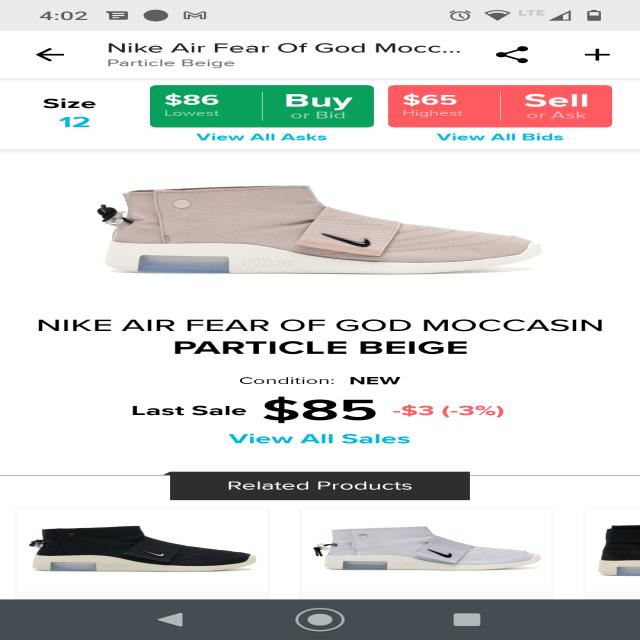 4:02
LTE
Nike Air Fear Of God Mocc...
Particle Beige
Size
12
$86
Lowest
Buy
or Bid
$65
Highest
Sell
or Ask
View All Asks
View All Bids
NIKE AIR FEAR OF GOD MOCCASIN
PARTICLE BEIGE
Condition: NEW
Last Sale $85 -$3 (-3%)
View All Sales
Related Products